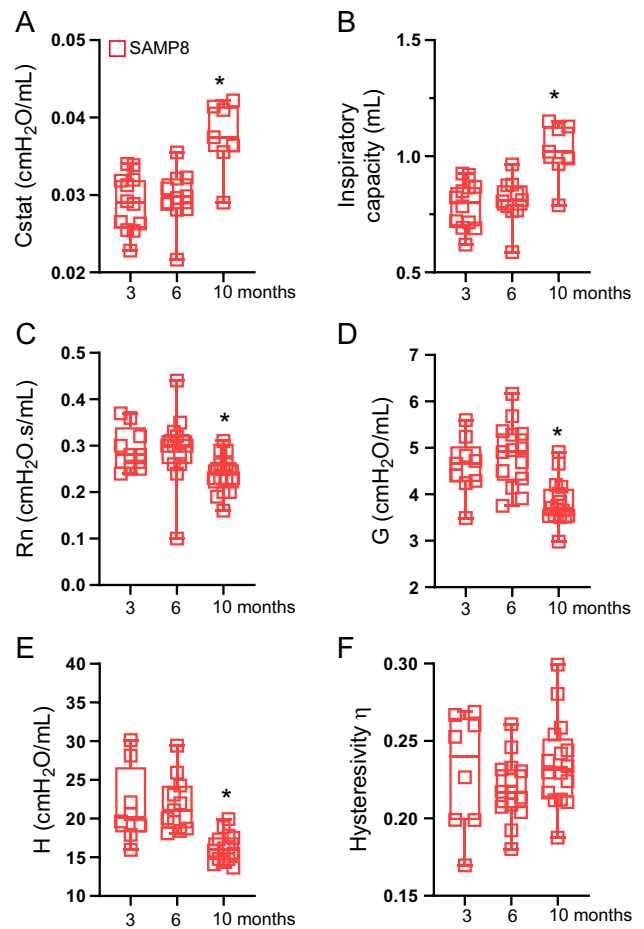 A
Cstat (cmH₂O/mL)
0.05
0.04
0.03
0.02
SAMP8
*
3 6 10 months
B
Inspiratory
capacity (mL)
1.5
1.0
0.5
*
3 6 10 months
C
Rn (cmH₂O.s/mL)
0.5
0.4
0.3
0.2
0.1
0.0
*
3 6 10 months
D
G (cmH₂O/mL)
7
6
5
4
3
2
*
3 6 10 months
E
H (cmH₂O/mL)
40
35
30
25
20
15
10
*
3 6 10 months
F
Hysteresivity η
0.30
0.25
0.20
0.15
3 6 10 months